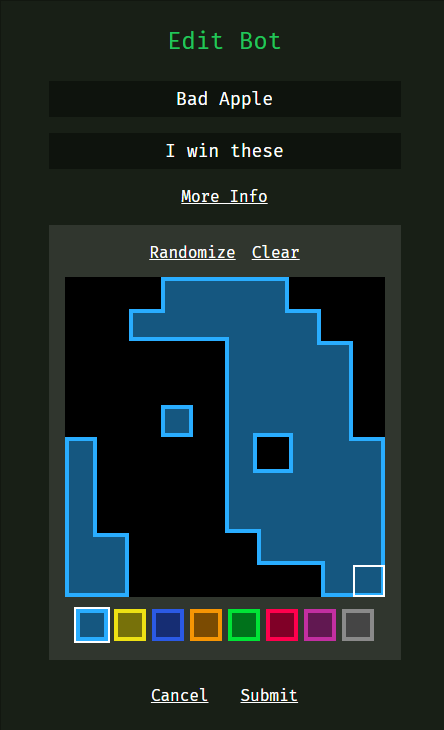 Edit Bot
Bad Apple
I win these
More Info
Randomize Clear
Cancel Submit